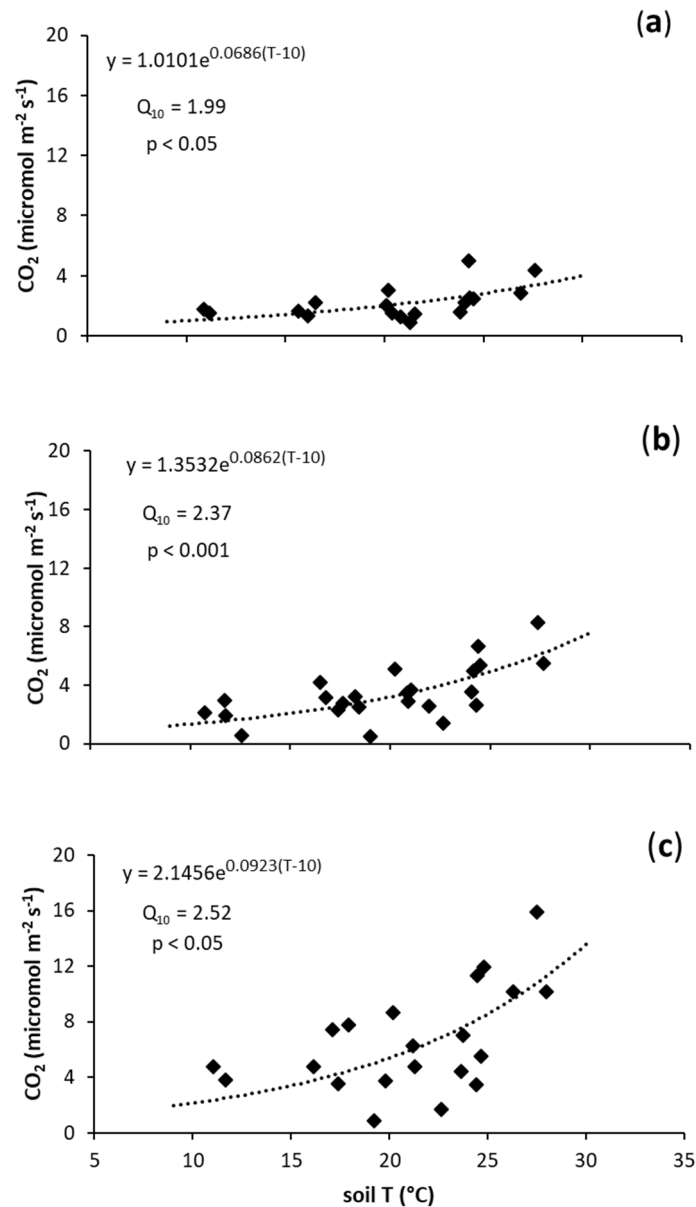 (a)
20
16
12
8
4
0
CO₂ (micromol m⁻² s⁻¹)
y = 1.0101e^0.0686(T-10)
Q₁₀ = 1.99
p < 0.05
(b)
20
16
12
8
4
0
CO₂ (micromol m⁻² s⁻¹)
y = 1.3532e^0.0862(T-10)
Q₁₀ = 2.37
p < 0.001
(c)
20
16
12
8
4
0
CO₂ (micromol m⁻² s⁻¹)
y = 2.1456e^0.0923(T-10)
Q₁₀ = 2.52
p < 0.05
5 10 15 20 25 30 35
soil T (°C)